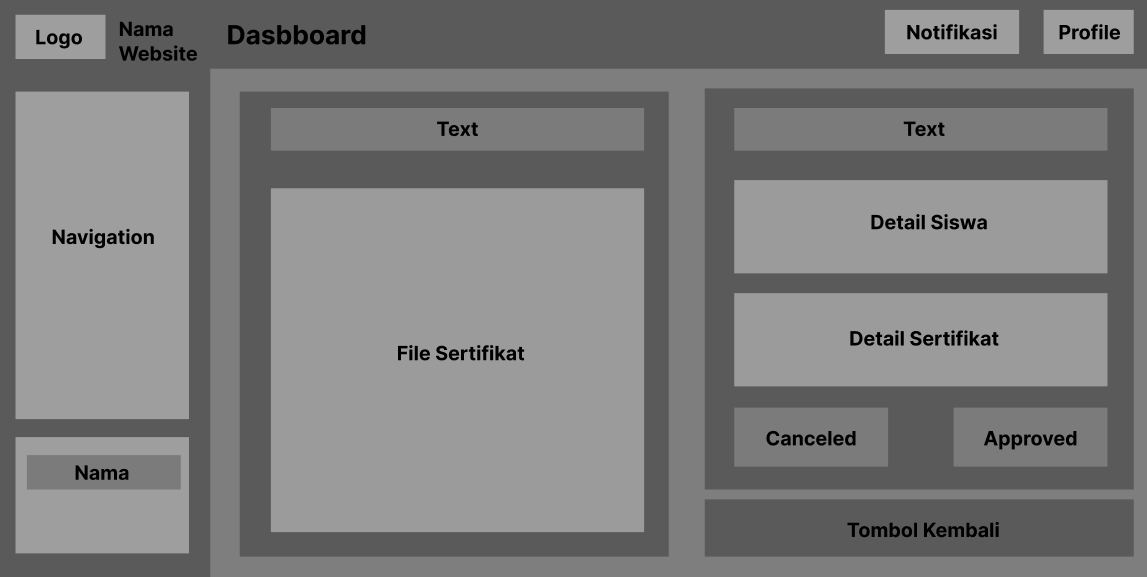 Logo
Nama
Website
Dasbboard
Notifikasi
Profile
Navigation
Nama
Text
File Sertifikat
Text
Detail Siswa
Detail Sertifikat
Canceled
Approved
Tombol Kembali